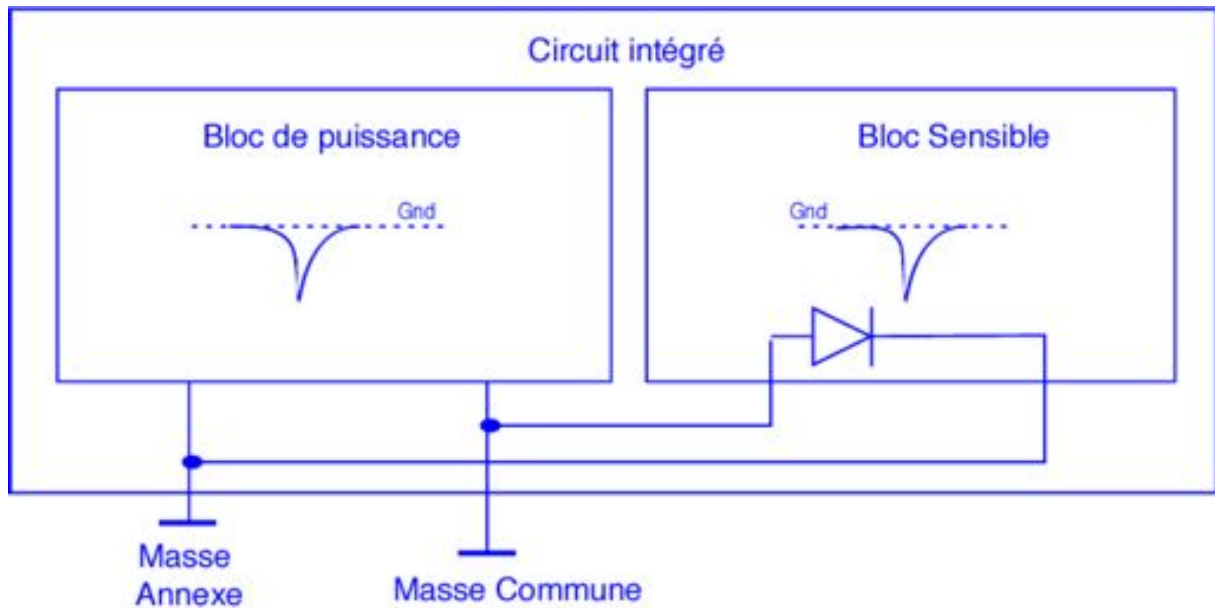 Circuit intégré
Bloc de puissance
Bloc Sensible
Gnd
Gnd
Masse
Annexe
Masse Commune